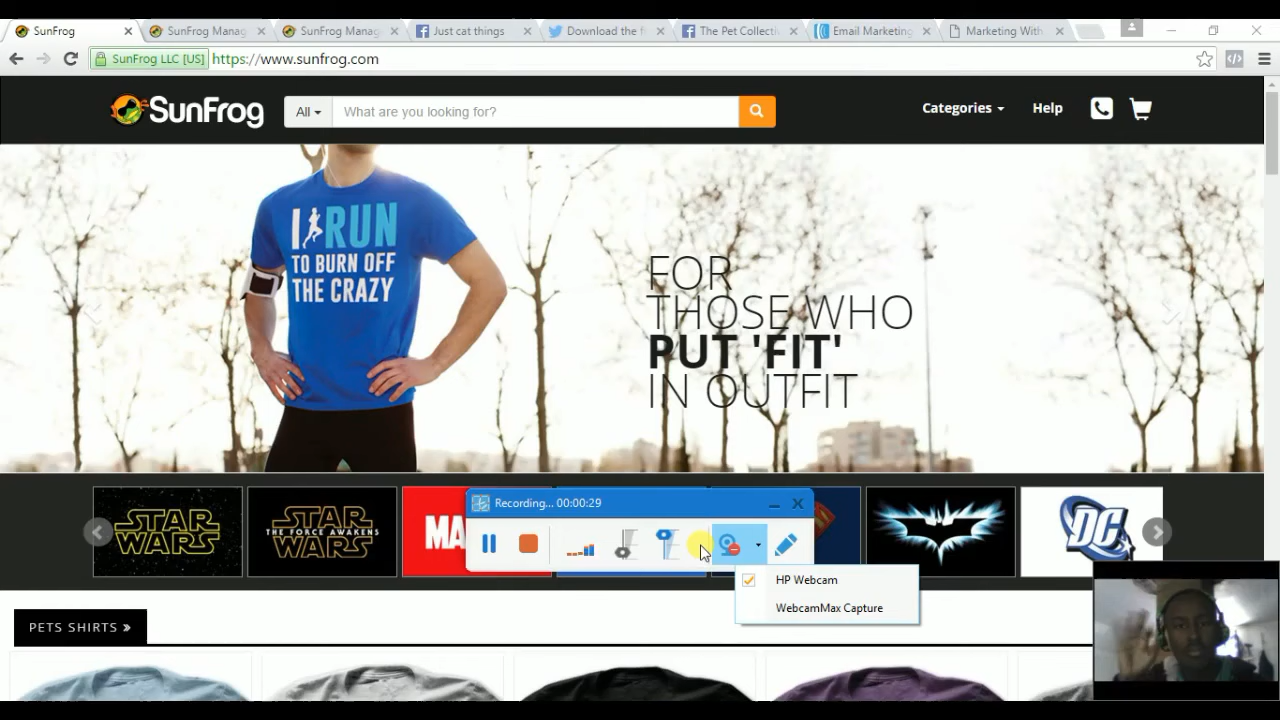 SunFrog
SunFrog Manag
SunFrog Manag
Just cat things
Download the f
The Pet Collecti
Email Marketing
Marketing With
SunFrog LLC [US]
https://www.sunfrog.com
SunFrog
All
What are you looking for?
Categories
Help
I RUN
TO BURN OFF
THE CRAZY
FOR
THOSE WHO
PUT 'FIT'
IN OUTFIT
STAR
WARS
STAR
THE FORCE AWAKENS
WARS
MA
DC
Recording... 00:00:29
HP Webcam
WebcamMax Capture
PETS SHIRTS »